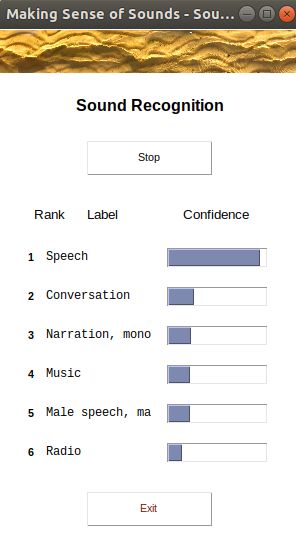 Making Sense of Sounds - Sou...
Sound Recognition
Stop
Rank Label Confidence
1 Speech
2 Conversation
3 Narration, mono
4 Music
5 Male speech, ma
6 Radio
Exit